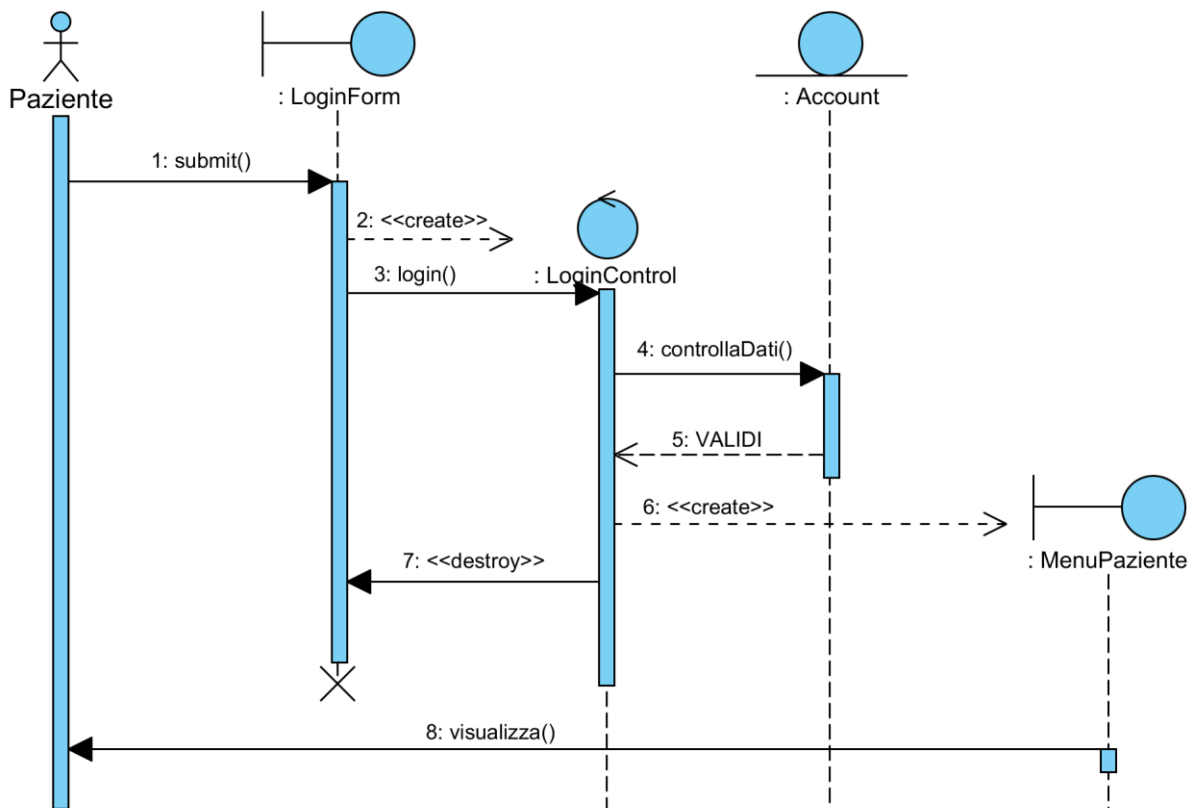 Paziente
: LoginForm
: Account
1: submit()
2: <<create>>
3: login()
: LoginControl
4: controllaDati()
5: VALIDI
6: <<create>>
7: <<destroy>>
: MenuPaziente
8: visualizza()